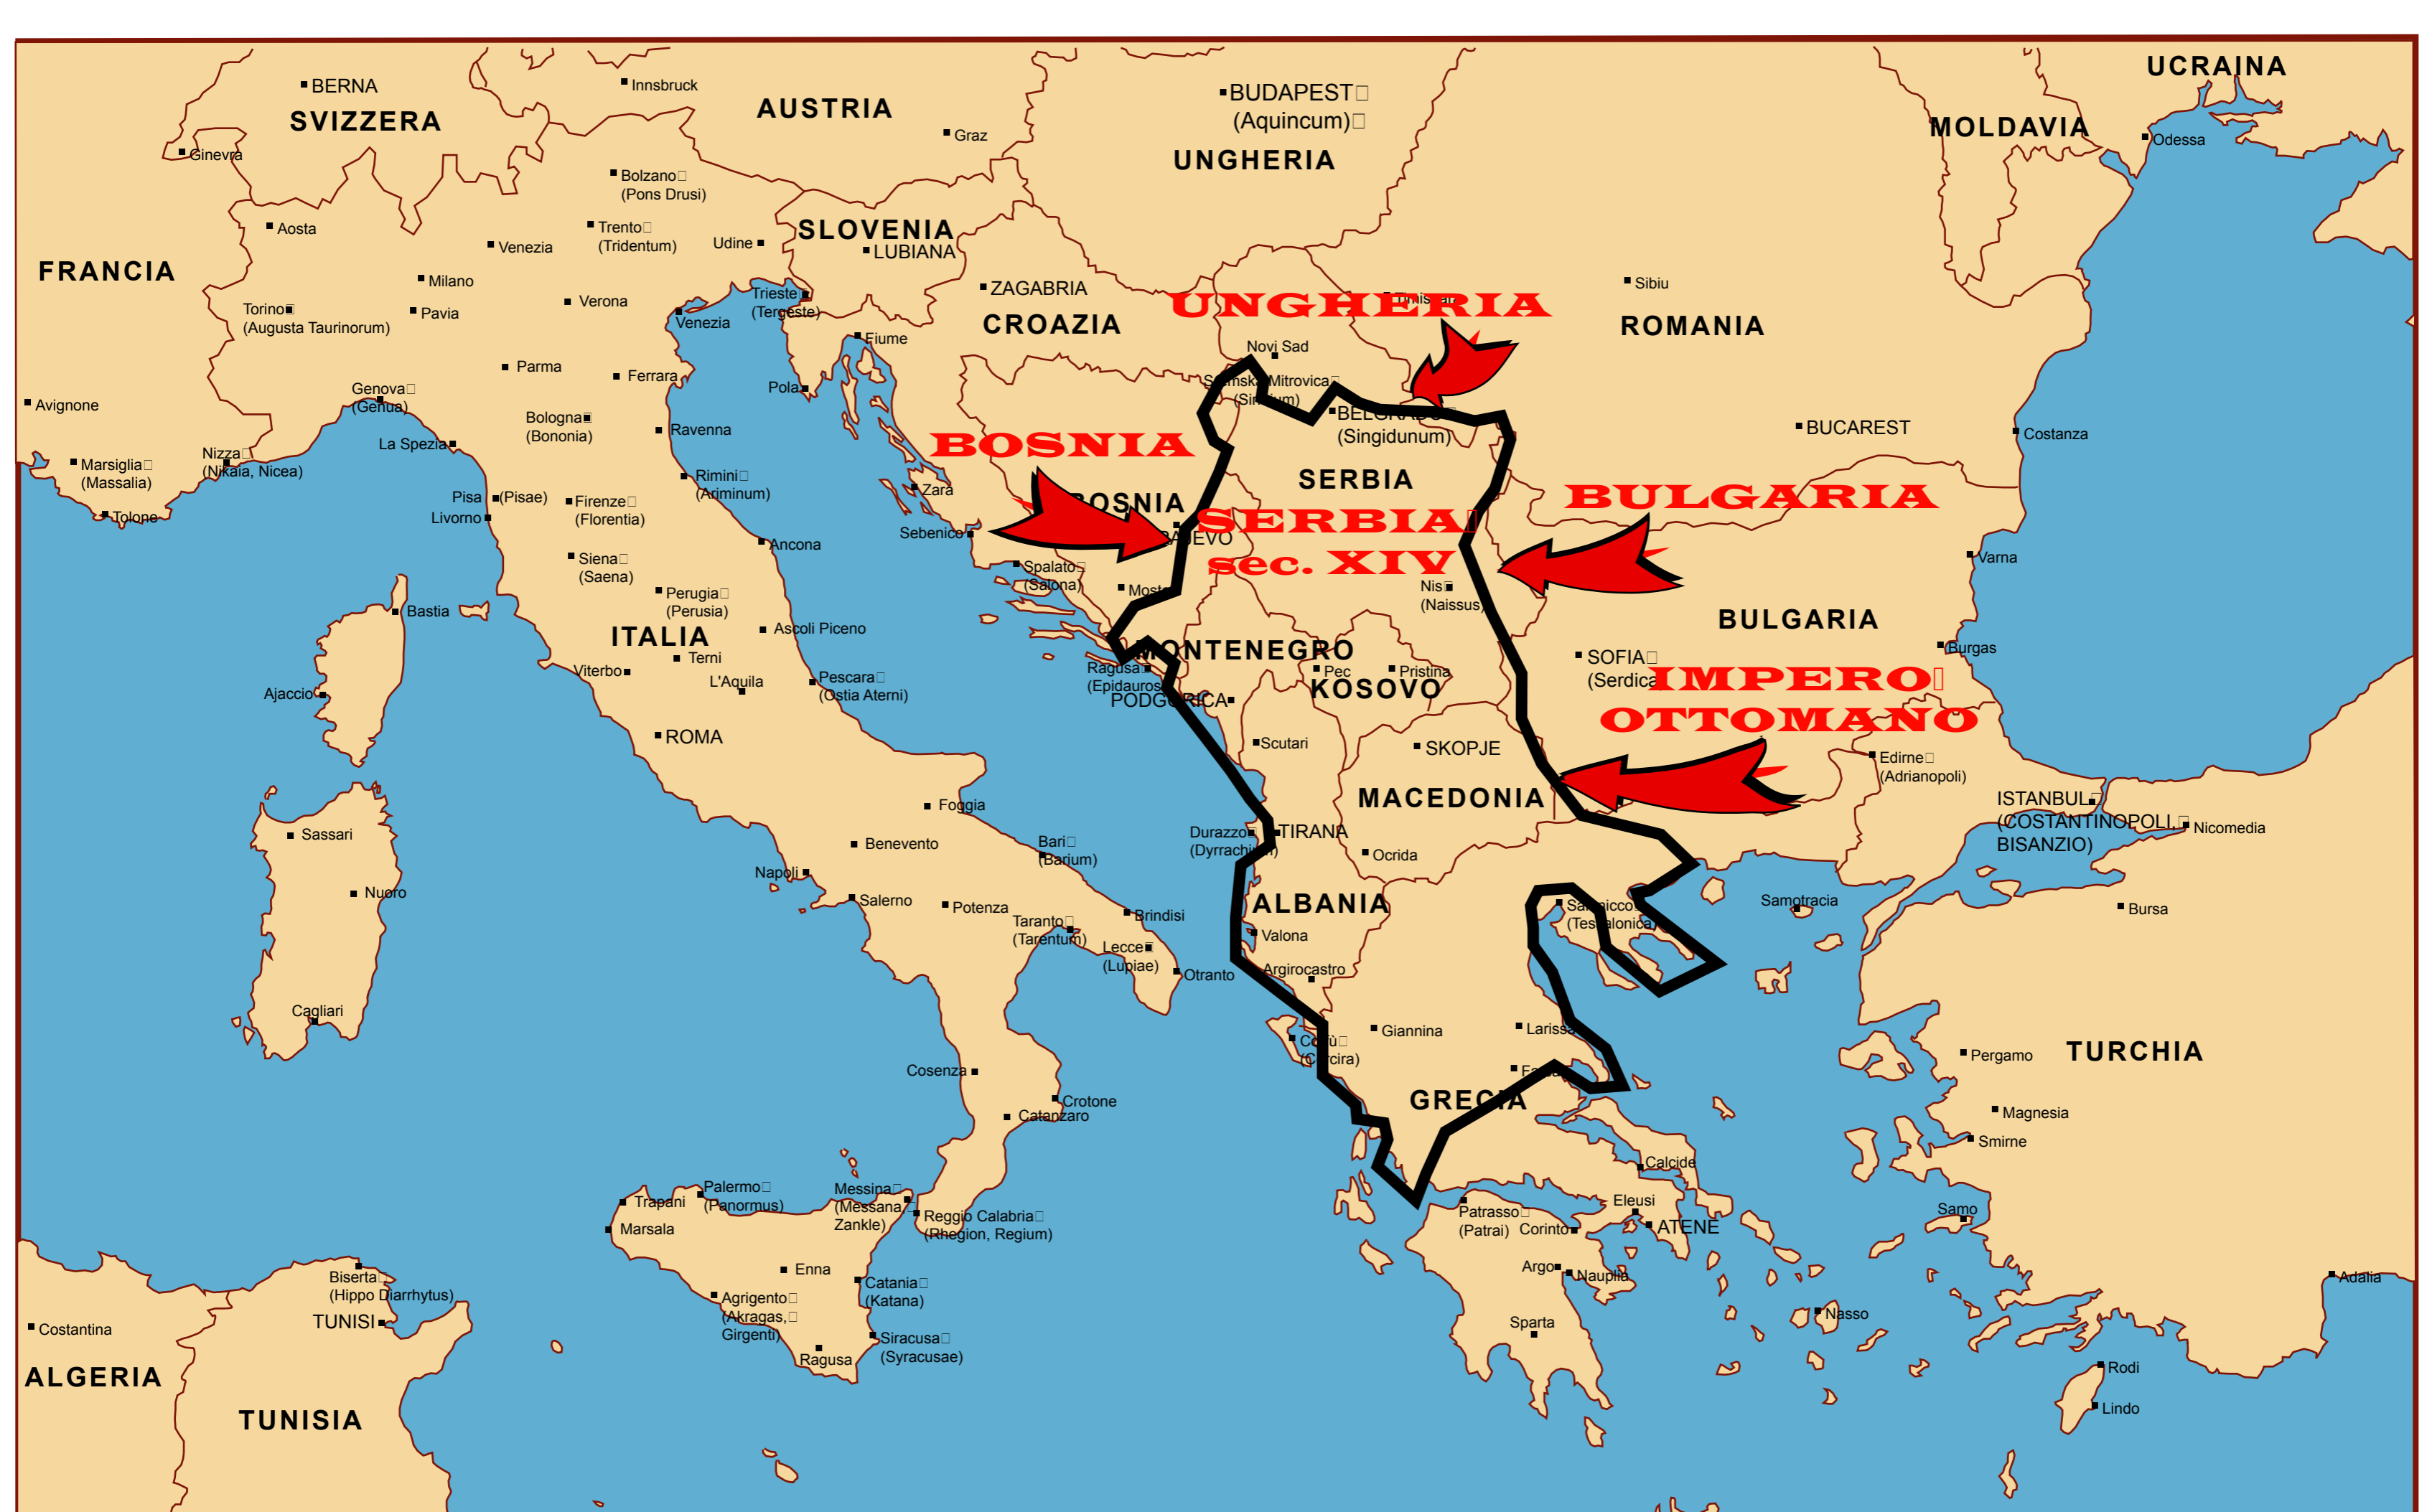 UCRAINA
BERNA
SVIZZERA
Innsbruck
AUSTRIA
Graz
BUDAPEST
(Aquincum)
UNGHERIA
MOLDAVIA
Odessa
Ginevra
Bolzano
(Pons Drusi)
Aosta
Trento
(Tridentum)
Venezia
Udine
SLOVENIA
LUBIANA
FRANCIA
Milano
Torino
(Augusta Taurinorum)
Pavia
Verona
Venezia
Trieste
(Tergeste)
ZAGABRIA
CROAZIA
UNGHERIA
Sibiu
ROMANIA
Fiume
Novi Sad
Parma
Ferrara
Pola
Genova
(Genua)
Avignone
Bologna
(Bononia)
Ravenna
BELGRADO
(Singidunum)
BUCAREST
Costanza
La Spezia
BOSNIA
Nizza
(Nikaia, Nicea)
Marsiglia
(Massalia)
Rimini
(Ariminum)
SERBIA
Zara
Pisa
(Pisae)
Firenze
(Florentia)
BOSNIA
BULGARIA
Tolone
Livorno
SERBIA
sec. XIV
Sebenico
Ancona
Siena
(Saena)
Spalato
(Salona)
Varna
Perugia
(Perusia)
Nis
(Naissus)
Bastia
ITALIA
Ascoli Piceno
BULGARIA
MONTENEGRO
Burgas
Terni
Viterbo
L'Aquila
Pescara
(Ostia Aterni)
Ragusa
(Epidauros
Pec
Pristina
KOSOVO
SOFIA
(Serdica
IMPERO
OTTOMANO
Ajaccio
PODGORICA
ROMA
Scutari
SKOPJE
Edirne
(Adrianopoli)
MACEDONIA
ISTANBUL
(COSTANTINOPOLI,
BISANZIO)
Nicomedia
Foggia
Sassari
Benevento
Bari
(Barium)
Durazzo
(Dyrrachium)
TIRANA
Ocrida
Napoli
Nuoro
Salerno
Potenza
Taranto
(Tarentum)
Brindisi
ALBANIA
Salonicco
(Tessalonica)
Samotracia
Bursa
Valona
Lecce
(Lupiae)
Otranto
Argirocastro
Cagliari
Giannina
Larissa
Corfù
(Corcira)
Pergamo
TURCHIA
Cosenza
GRECIA
Crotone
Catanzaro
Magnesia
Smirne
Calcide
Trapani
Palermo
(Panormus)
Messina
(Messana,
Zankle)
Marsala
Reggio Calabria
(Rhegion, Regium)
Patrasso
(Patrai)
Corinto
Eleusi
ATENE
Samo
Enna
Biserta
(Hippo Diarrhytus)
Catania
(Katana)
Argo
Nauplia
Adalia
Agrigento
(Akragas,
Girgenti)
TUNISI
Costantina
Nasso
Sparta
Siracusa
(Syracusae)
Ragusa
ALGERIA
Rodi
Lindo
TUNISIA